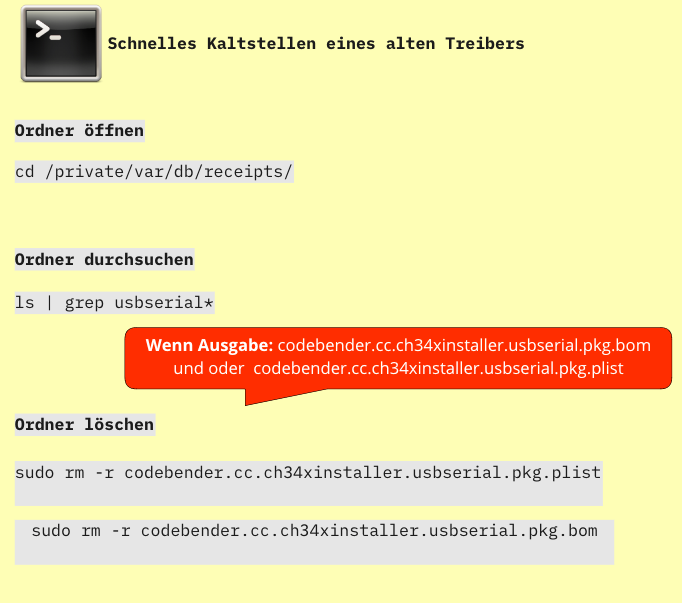 >_
Schnelles Kaltstellen eines alten Treibers
Ordner öffnen
cd /private/var/db/receipts/
Ordner durchsuchen
ls | grep usbserial*
Wenn Ausgabe: codebender.cc.ch34xinstaller.usbserial.pkg.bom
und oder codebender.cc.ch34xinstaller.usbserial.pkg.plist
Ordner löschen
sudo rm -r codebender.cc.ch34xinstaller.usbserial.pkg.plist
sudo rm -r codebender.cc.ch34xinstaller.usbserial.pkg.bom